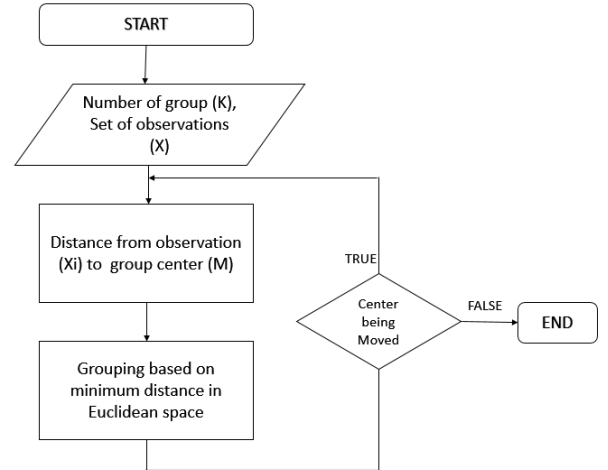 START
Number of group (K),
Set of observations
(X)
Distance from observation
(Xi) to group center (M)
Grouping based on
minimum distance in
Euclidean space
TRUE
Center
being
Moved
FALSE
END